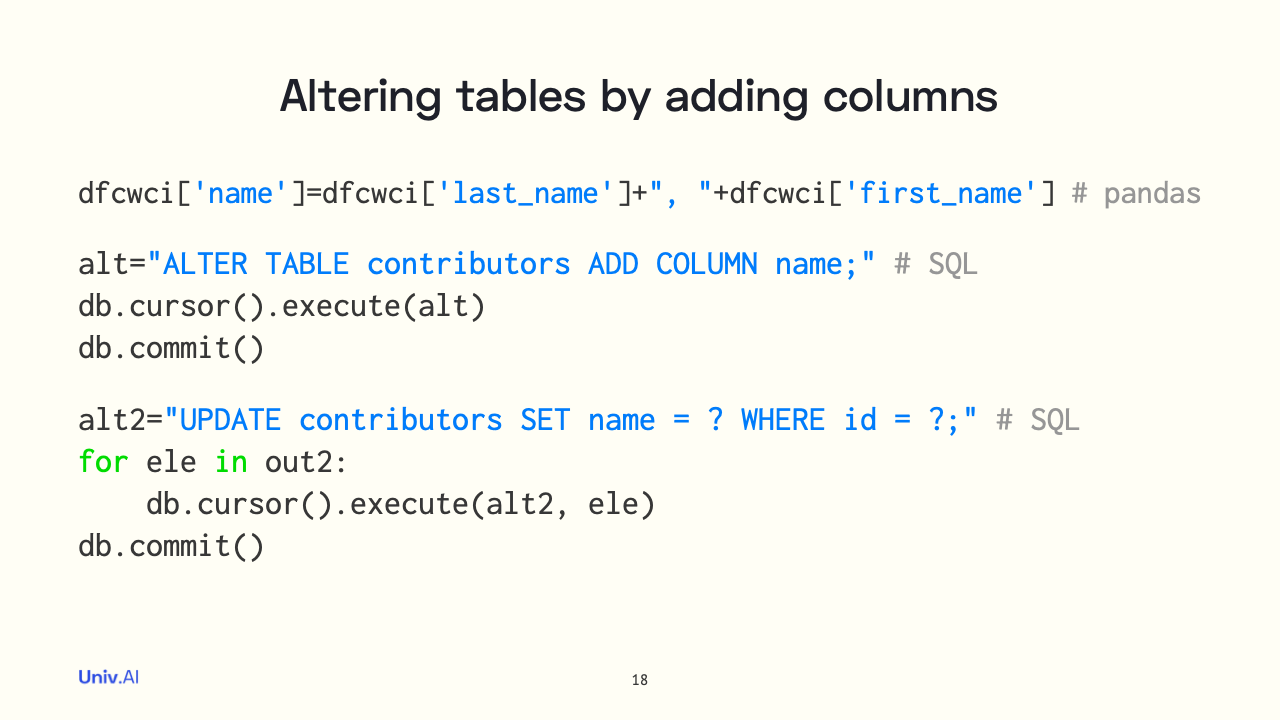 Altering tables by adding columns
dfcwci['name']=dfcwci['last_name']+", "+dfcwci['first_name'] # pandas
alt="ALTER TABLE contributors ADD COLUMN name;" # SQL
db.cursor().execute(alt)
db.commit()
alt2="UPDATE contributors SET name = ? WHERE id = ?;" # SQL
for ele in out2:
    db.cursor().execute(alt2, ele)
db.commit()
Univ.AI
18